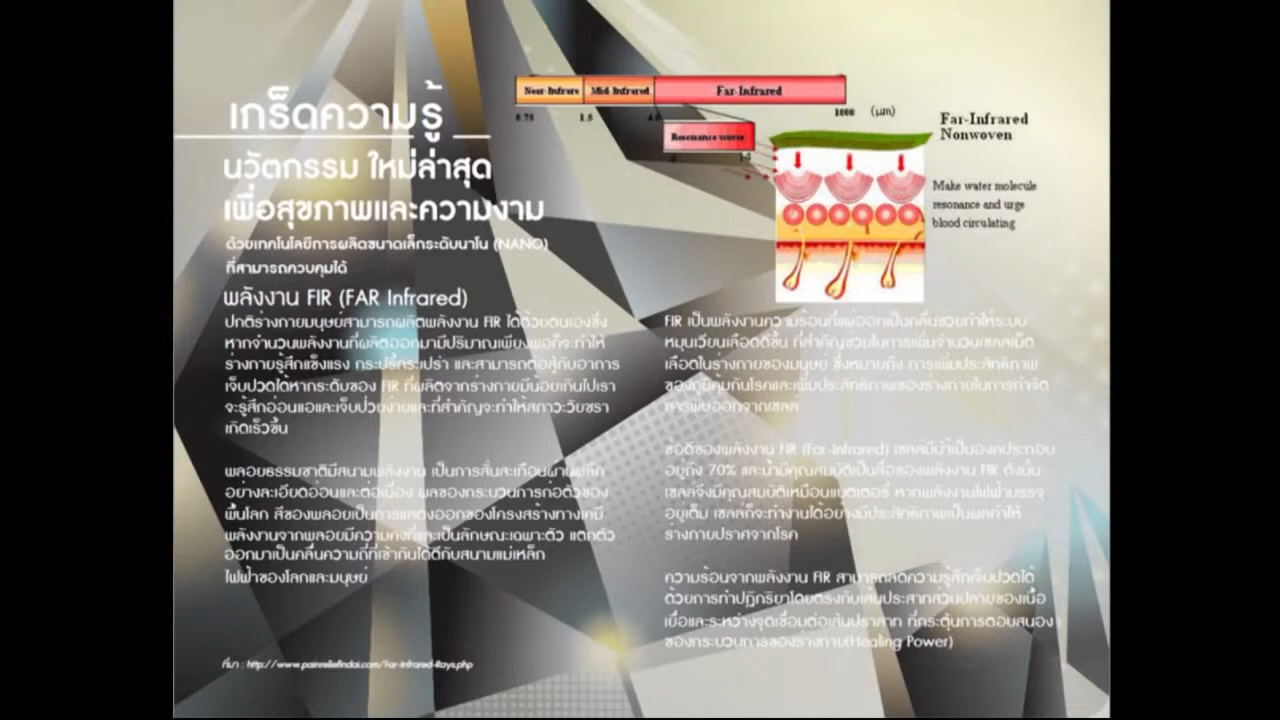 เกร็ดความรู้
นวัตกรรม ใหม่ล่าสุด
เพื่อสุขภาพและความงาม
ด้วยเทคโนโลยีการผลิตขนาดเล็กระดับนาโน (NANO)
ที่สามารถควบคุมได้
พลังงาน FIR (FAR Infrared)
ปกติร่างกายมนุษย์สามารถผลิตพลังงาน FIR ได้ด้วยตนเองซึ่ง
หากจำนวนพลังงานที่ผลิตออกมามีปริมาณเพียงพอก็จะทำให้
ร่างกายรู้สึกแข็งแรง กระปรี้กระเปร่า และสามารถต่อสู้กับอาการ
เจ็บปวดได้หากระดับของ FIR ที่ผลิตจากร่างกายมีน้อยเกินไปเรา
จะรู้สึกอ่อนแอและเจ็บป่วยง่ายและที่สำคัญจะทำให้สภาวะวัยชรา
เกิดเร็วขึ้น
พลอยธรรมชาติมีสนามพลังงาน เป็นการสั่นสะเทือนผ่านผลึก
อย่างละเอียดอ่อนและต่อเนื่อง ผลของกระบวนการก่อตัวของ
พื้นโลก สีของพลอยเป็นการแสดงออกของโครงสร้างทางเคมี
พลังงานจากพลอยมีความคงที่และเป็นลักษณะเฉพาะตัว แตกตัว
ออกมาเป็นคลื่นความถี่ที่เข้ากันได้ดีกับสนามแม่เหล็ก
ไฟฟ้าของโลกและมนุษย์
ที่มา : http://www.painreliefindai.com/Far-Infrared-Rays.php
Near-Infrare Mid-Infrared Far-Infrared
0.75 1.5 1000 (μm)
Resonance waves
Far-Infrared
Nonwoven
Make water molecule
resonance and urge
blood circulating
FIR เป็นพลังงานความร้อนที่แผ่ออกเป็นคลื่นช่วยทำให้ระบบ
หมุนเวียนเลือดดีขึ้น ที่สำคัญช่วยในการเพิ่มจำนวนเซลล์เม็ด
เลือดในร่างกายของมนุษย์ ซึ่งหมายถึง การเพิ่มประสิทธิภาพ
ของภูมิคุ้มกันโรคและเพิ่มประสิทธิภาพของร่างกายในการกำจัด
สารพิษออกจากเซลล์
ข้อดีของพลังงาน FIR (Far-Infrared) เซลล์มีน้ำเป็นองค์ประกอบ
อยู่ถึง 70% และน้ำมีคุณสมบัติเป็นสื่อของพลังงาน FIR ดังนั้น
เซลล์จึงมีคุณสมบัติเหมือนแบตเตอรี่ หากพลังงานไฟฟ้าบรรจุ
อยู่เต็ม เซลล์ก็จะทำงานได้อย่างมีประสิทธิภาพเป็นผลทำให้
ร่างกายปราศจากโรค
ความร้อนจากพลังงาน FIR สามารถลดความรู้สึกเจ็บปวดได้
ด้วยการทำปฏิกิริยาโดยตรงกับเส้นประสาทส่วนปลายของเนื้อ
เยื่อและระหว่างจุดเชื่อมต่อเส้นประสาท ที่กระตุ้นการตอบสนอง
ของกระบวนการของร่างกาย(Healing Power)